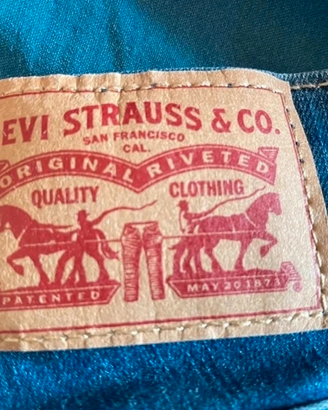 EVI STRAUSS & CO.
SAN FRANCISCO
CAL.
ORIGINAL RIVETED
QUALITY CLOTHING
PATENTED MAY 20 1873